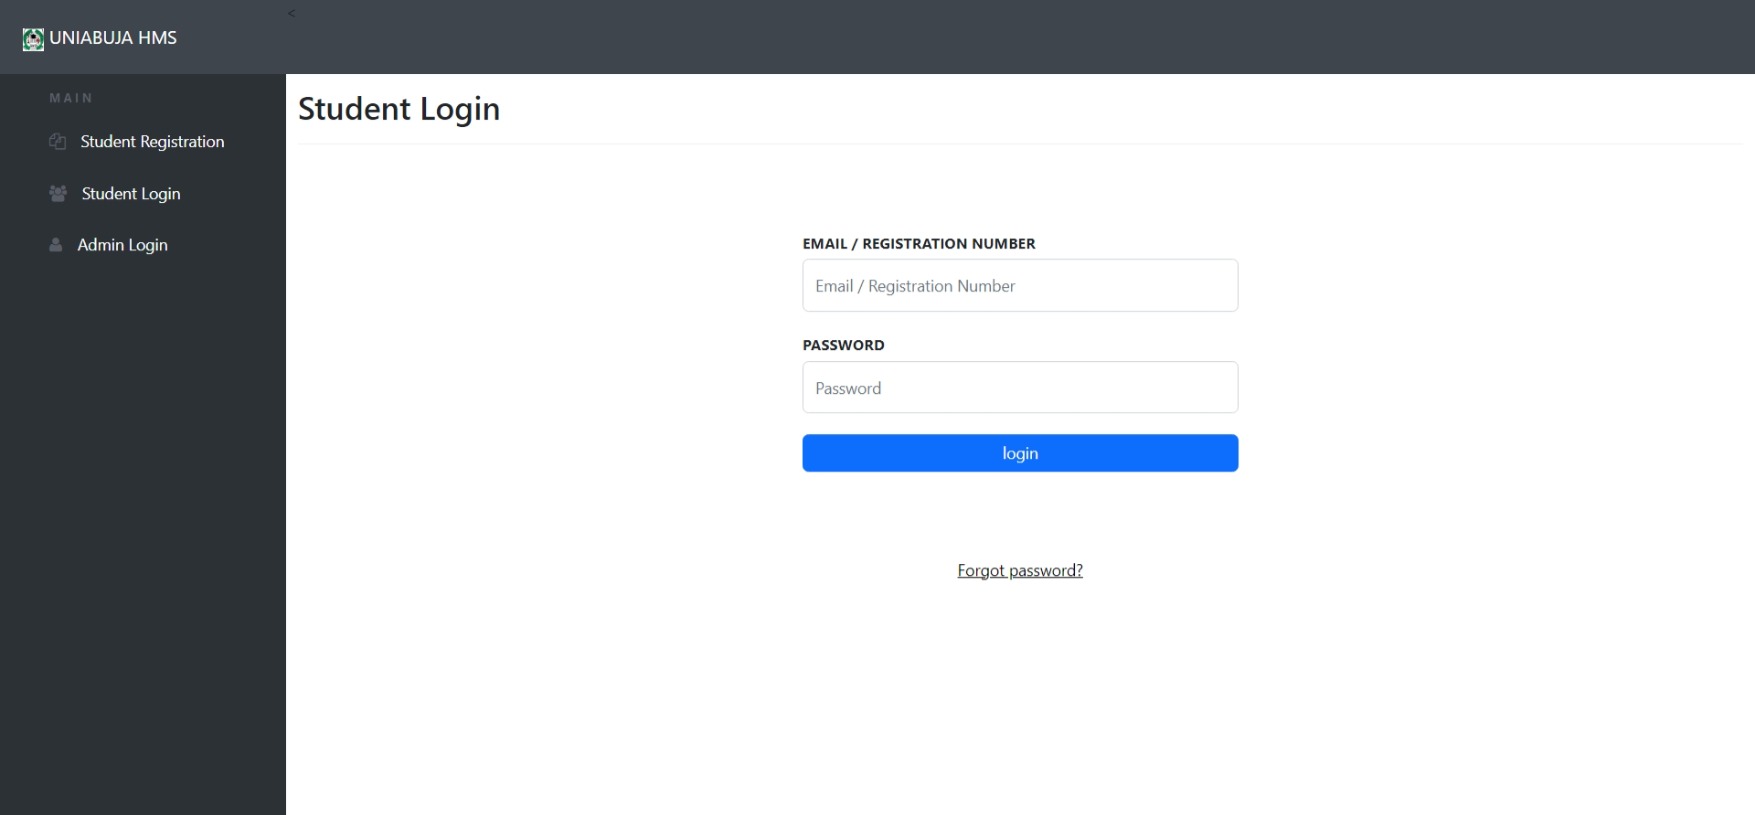 <
UNIABUJA HMS
MAIN
Student Registration
Student Login
Admin Login
Student Login
EMAIL / REGISTRATION NUMBER
Email / Registration Number
PASSWORD
Password
login
Forgot password?